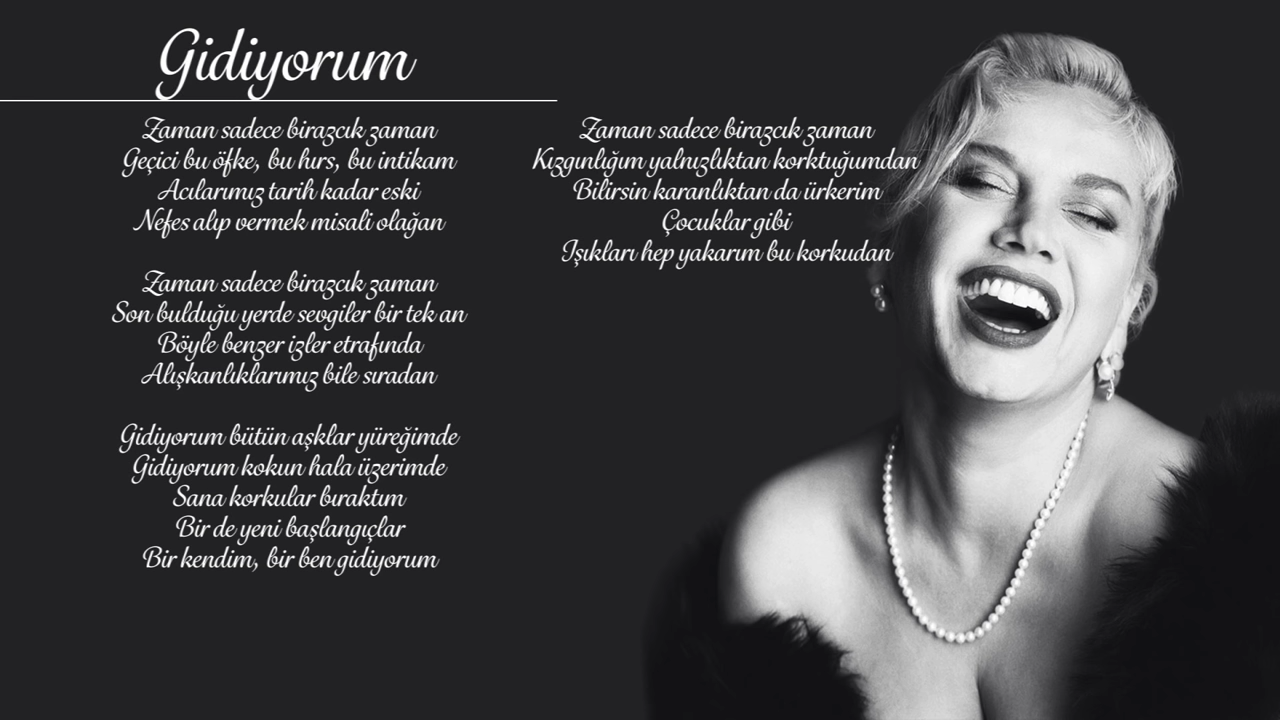 Gidiyorum
Zaman sadece birazcık zaman
Geçici bu öfke, bu hırs, bu intikam
Acılarımız tarih kadar eski
Nefes alıp vermek misali olağan
Zaman sadece birazcık zaman
Son bulduğu yerde sevgiler bir tek an
Böyle benzer izler etrafında
Alışkanlıklarımız bile sıradan
Gidiyorum bütün aşklar yüreğimde
Gidiyorum kokun hala üzerimde
Sana korkular bıraktım
Bir de yeni başlangıçlar
Bir kendim, bir ben gidiyorum
Zaman sadece birazcık zaman
Kızgınlığım yalnızlıktan korktuğumdan
Bilirsin karanlıktan da ürkerim
Çocuklar gibi
Işıkları hep yakarım bu korkudan